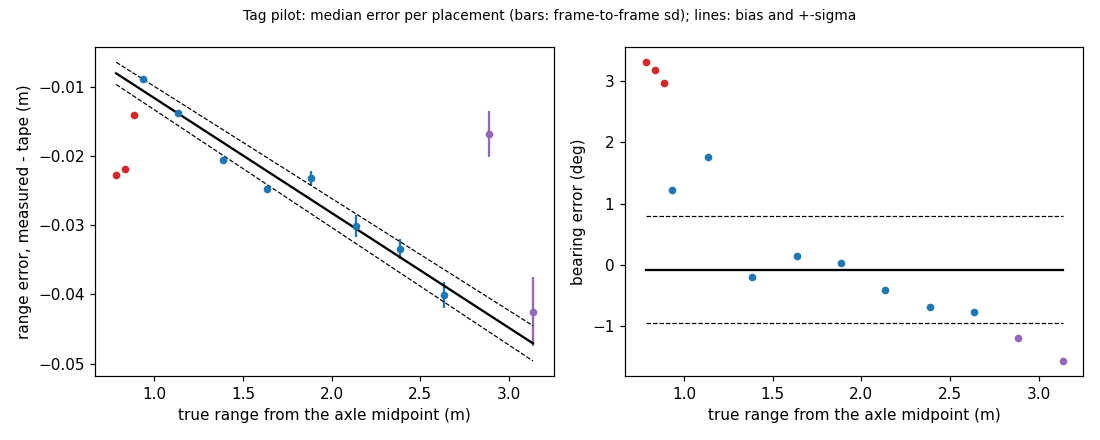 Tag pilot: median error per placement (bars: frame-to-frame sd); lines: bias and +-sigma
range error, measured - tape (m)
−0.01
−0.02
−0.03
−0.04
−0.05
1.0 1.5 2.0 2.5 3.0
true range from the axle midpoint (m)
bearing error (deg)
3
2
1
0
−1
1.0 1.5 2.0 2.5 3.0
true range from the axle midpoint (m)